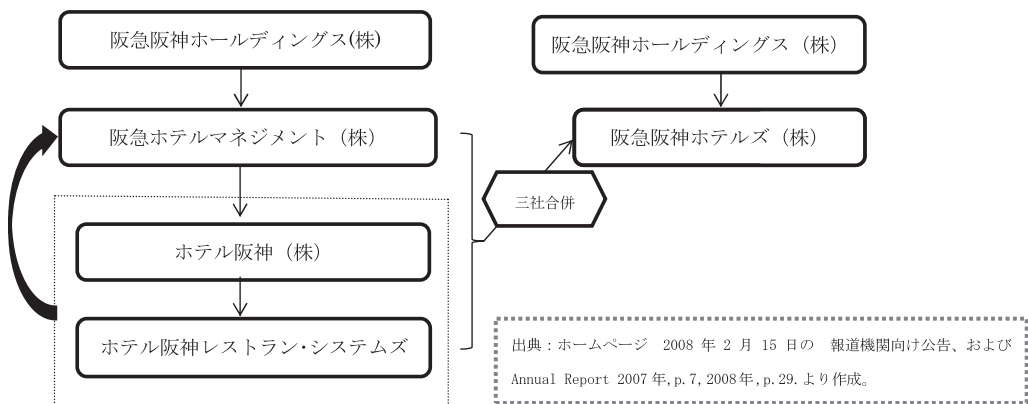 阪急阪神ホールディングス(株)
阪急ホテルマネジメント（株）
ホテル阪神（株）
ホテル阪神レストラン･システムズ
阪急阪神ホールディングス（株）
阪急阪神ホテルズ（株）
三社合併
出典：ホームページ　2008 年 2 月 15 日の　報道機関向け公告、および
Annual Report 2007 年,p.7, 2008年,p.29.より作成。